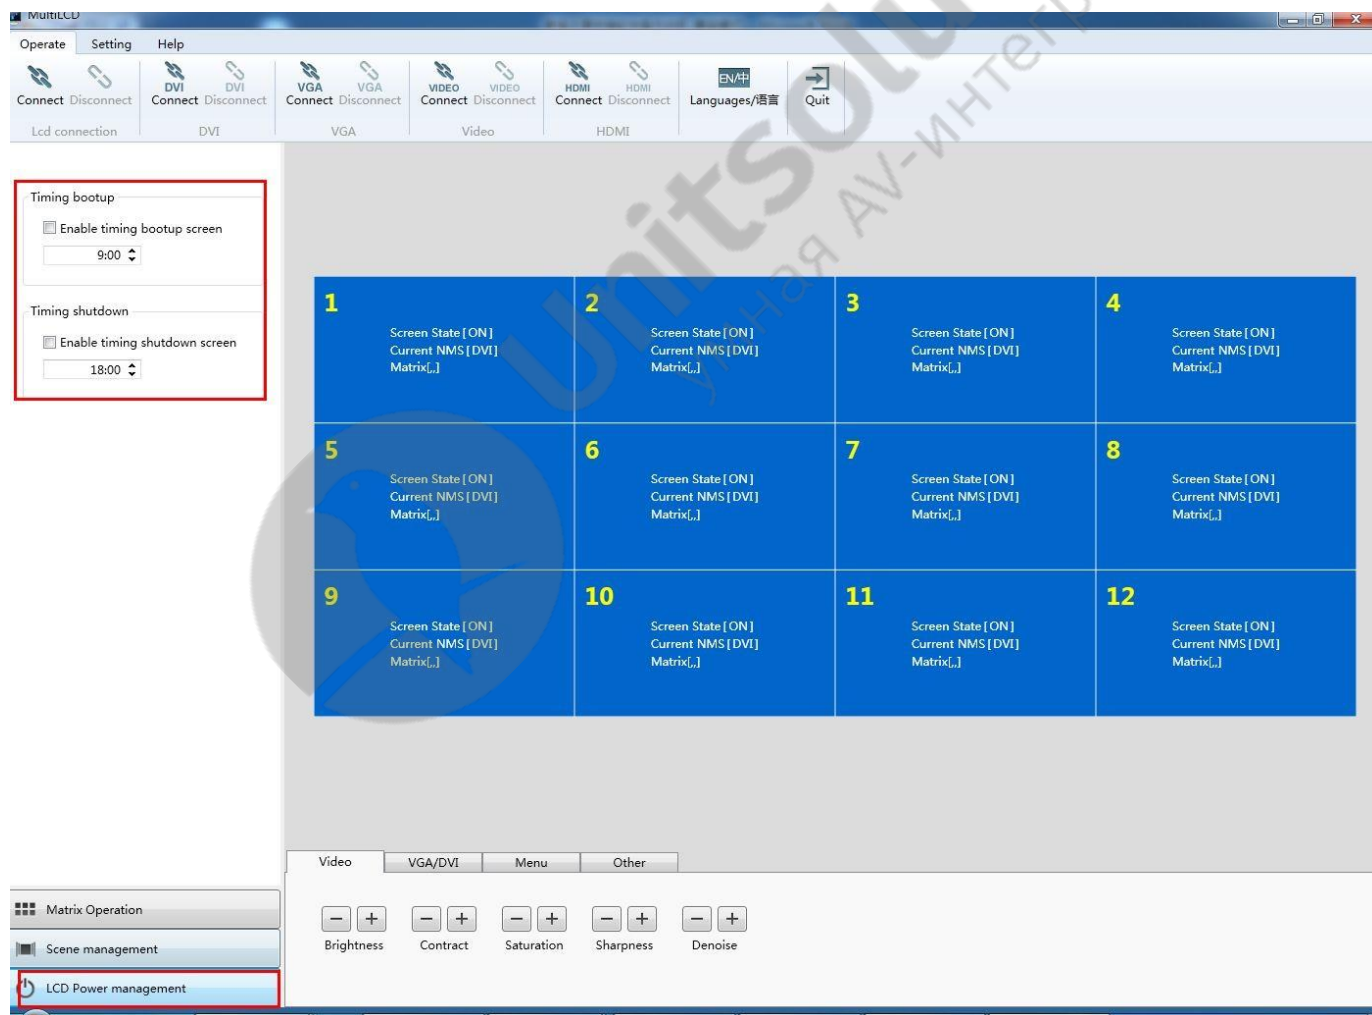 MultiLCD
Operate Setting Help
DVI DVI VGA VGA VIDEO VIDEO HDMI HDMI EN/中
Connect Disconnect Connect Disconnect Connect Disconnect Connect Disconnect Connect Disconnect Languages/语言 Quit
Lcd connection DVI VGA Video HDMI
Timing bootup
Enable timing bootup screen
9:00
Timing shutdown
Enable timing shutdown screen
18:00
1 2 3 4
Screen State[ON] Screen State[ON] Screen State[ON] Screen State[ON]
Current NMS[DVI] Current NMS[DVI] Current NMS[DVI] Current NMS[DVI]
Matrix[,,] Matrix[,,] Matrix[,,] Matrix[,,]
5 6 7 8
Screen State[ON] Screen State[ON] Screen State[ON] Screen State[ON]
Current NMS[DVI] Current NMS[DVI] Current NMS[DVI] Current NMS[DVI]
Matrix[,,] Matrix[,,] Matrix[,,] Matrix[,,]
9 10 11 12
Screen State[ON] Screen State[ON] Screen State[ON] Screen State[ON]
Current NMS[DVI] Current NMS[DVI] Current NMS[DVI] Current NMS[DVI]
Matrix[,,] Matrix[,,] Matrix[,,] Matrix[,,]
Video VGA/DVI Menu Other
Brightness Contract Saturation Sharpness Denoise
Matrix Operation
Scene management
LCD Power management